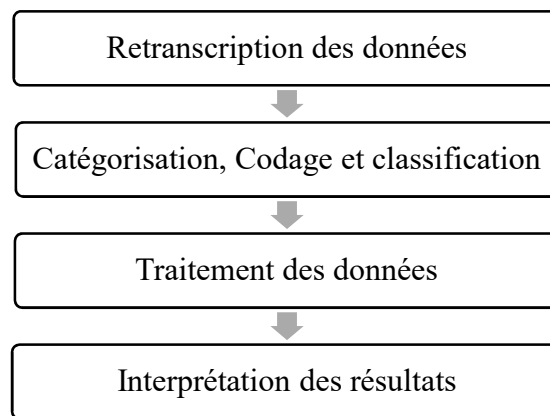 Retranscription des données
Catégorisation, Codage et classification
Traitement des données
Interprétation des résultats